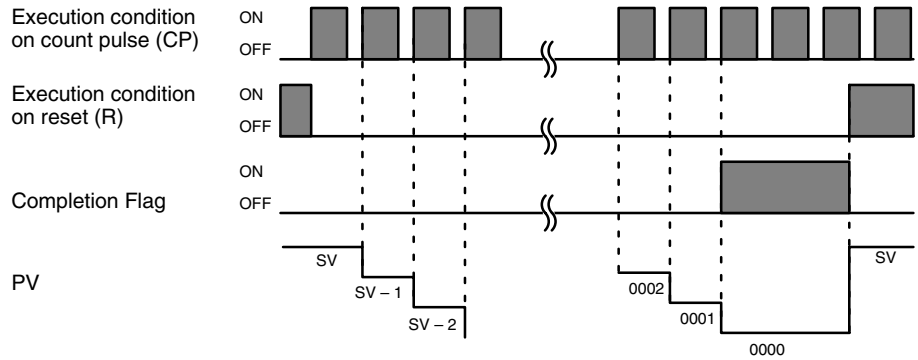 Execution condition
on count pulse (CP)
ON
OFF
Execution condition
on reset (R)
ON
OFF
Completion Flag
ON
OFF
PV
SV
SV – 1
SV – 2
0002
0001
0000
SV